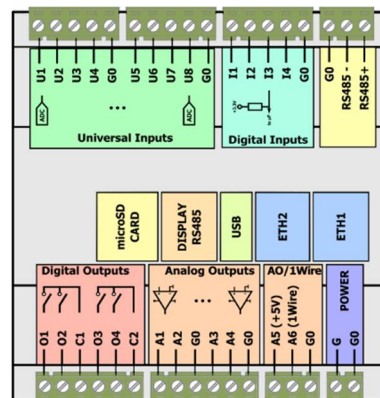 U1 U2 U3 U4 G0 U5 U6 U7 U8 G0
ADC ADC
Universal Inputs
I1 I2 I3 I4 G0
Digital Inputs
G0 RS485 - RS485+
microSD
CARD
DISPLAY
RS485
USB
ETH2
ETH1
Digital Outputs
O1 O2 C1 O3 O4 C2
Analog Outputs
A1 A2 G0 A3 A4 G0
AO/1Wire
A5 (+5V) A6 (1Wire) G0
POWER
G G0